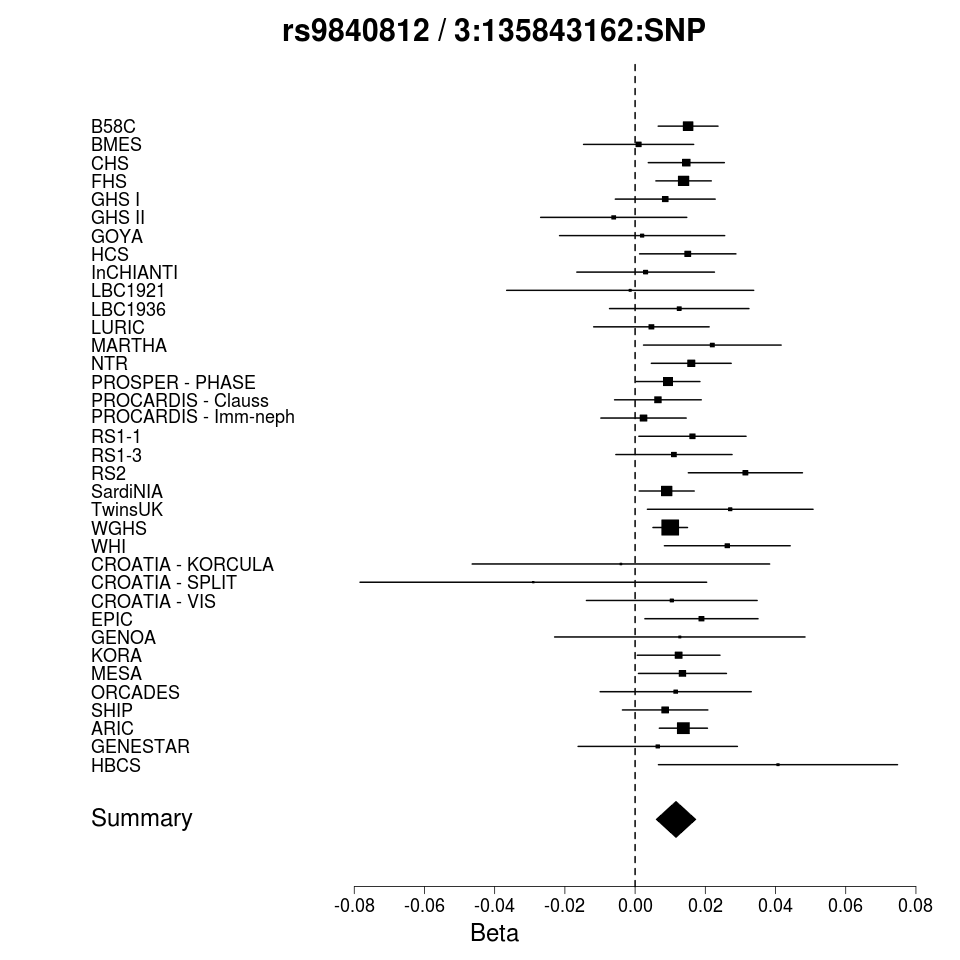 rs9840812 / 3:135843162:SNP
B58C
BMES
CHS
FHS
GHS I
GHS II
GOYA
HCS
InCHIANTI
LBC1921
LBC1936
LURIC
MARTHA
NTR
PROSPER - PHASE
PROCARDIS - Clauss
PROCARDIS - Imm-neph
RS1-1
RS1-3
RS2
SardiNIA
TwinsUK
WGHS
WHI
CROATIA - KORCULA
CROATIA - SPLIT
CROATIA - VIS
EPIC
GENOA
KORA
MESA
ORCADES
SHIP
ARIC
GENESTAR
HBCS
Summary
-0.08 -0.06 -0.04 -0.02 0.00 0.02 0.04 0.06 0.08
Beta